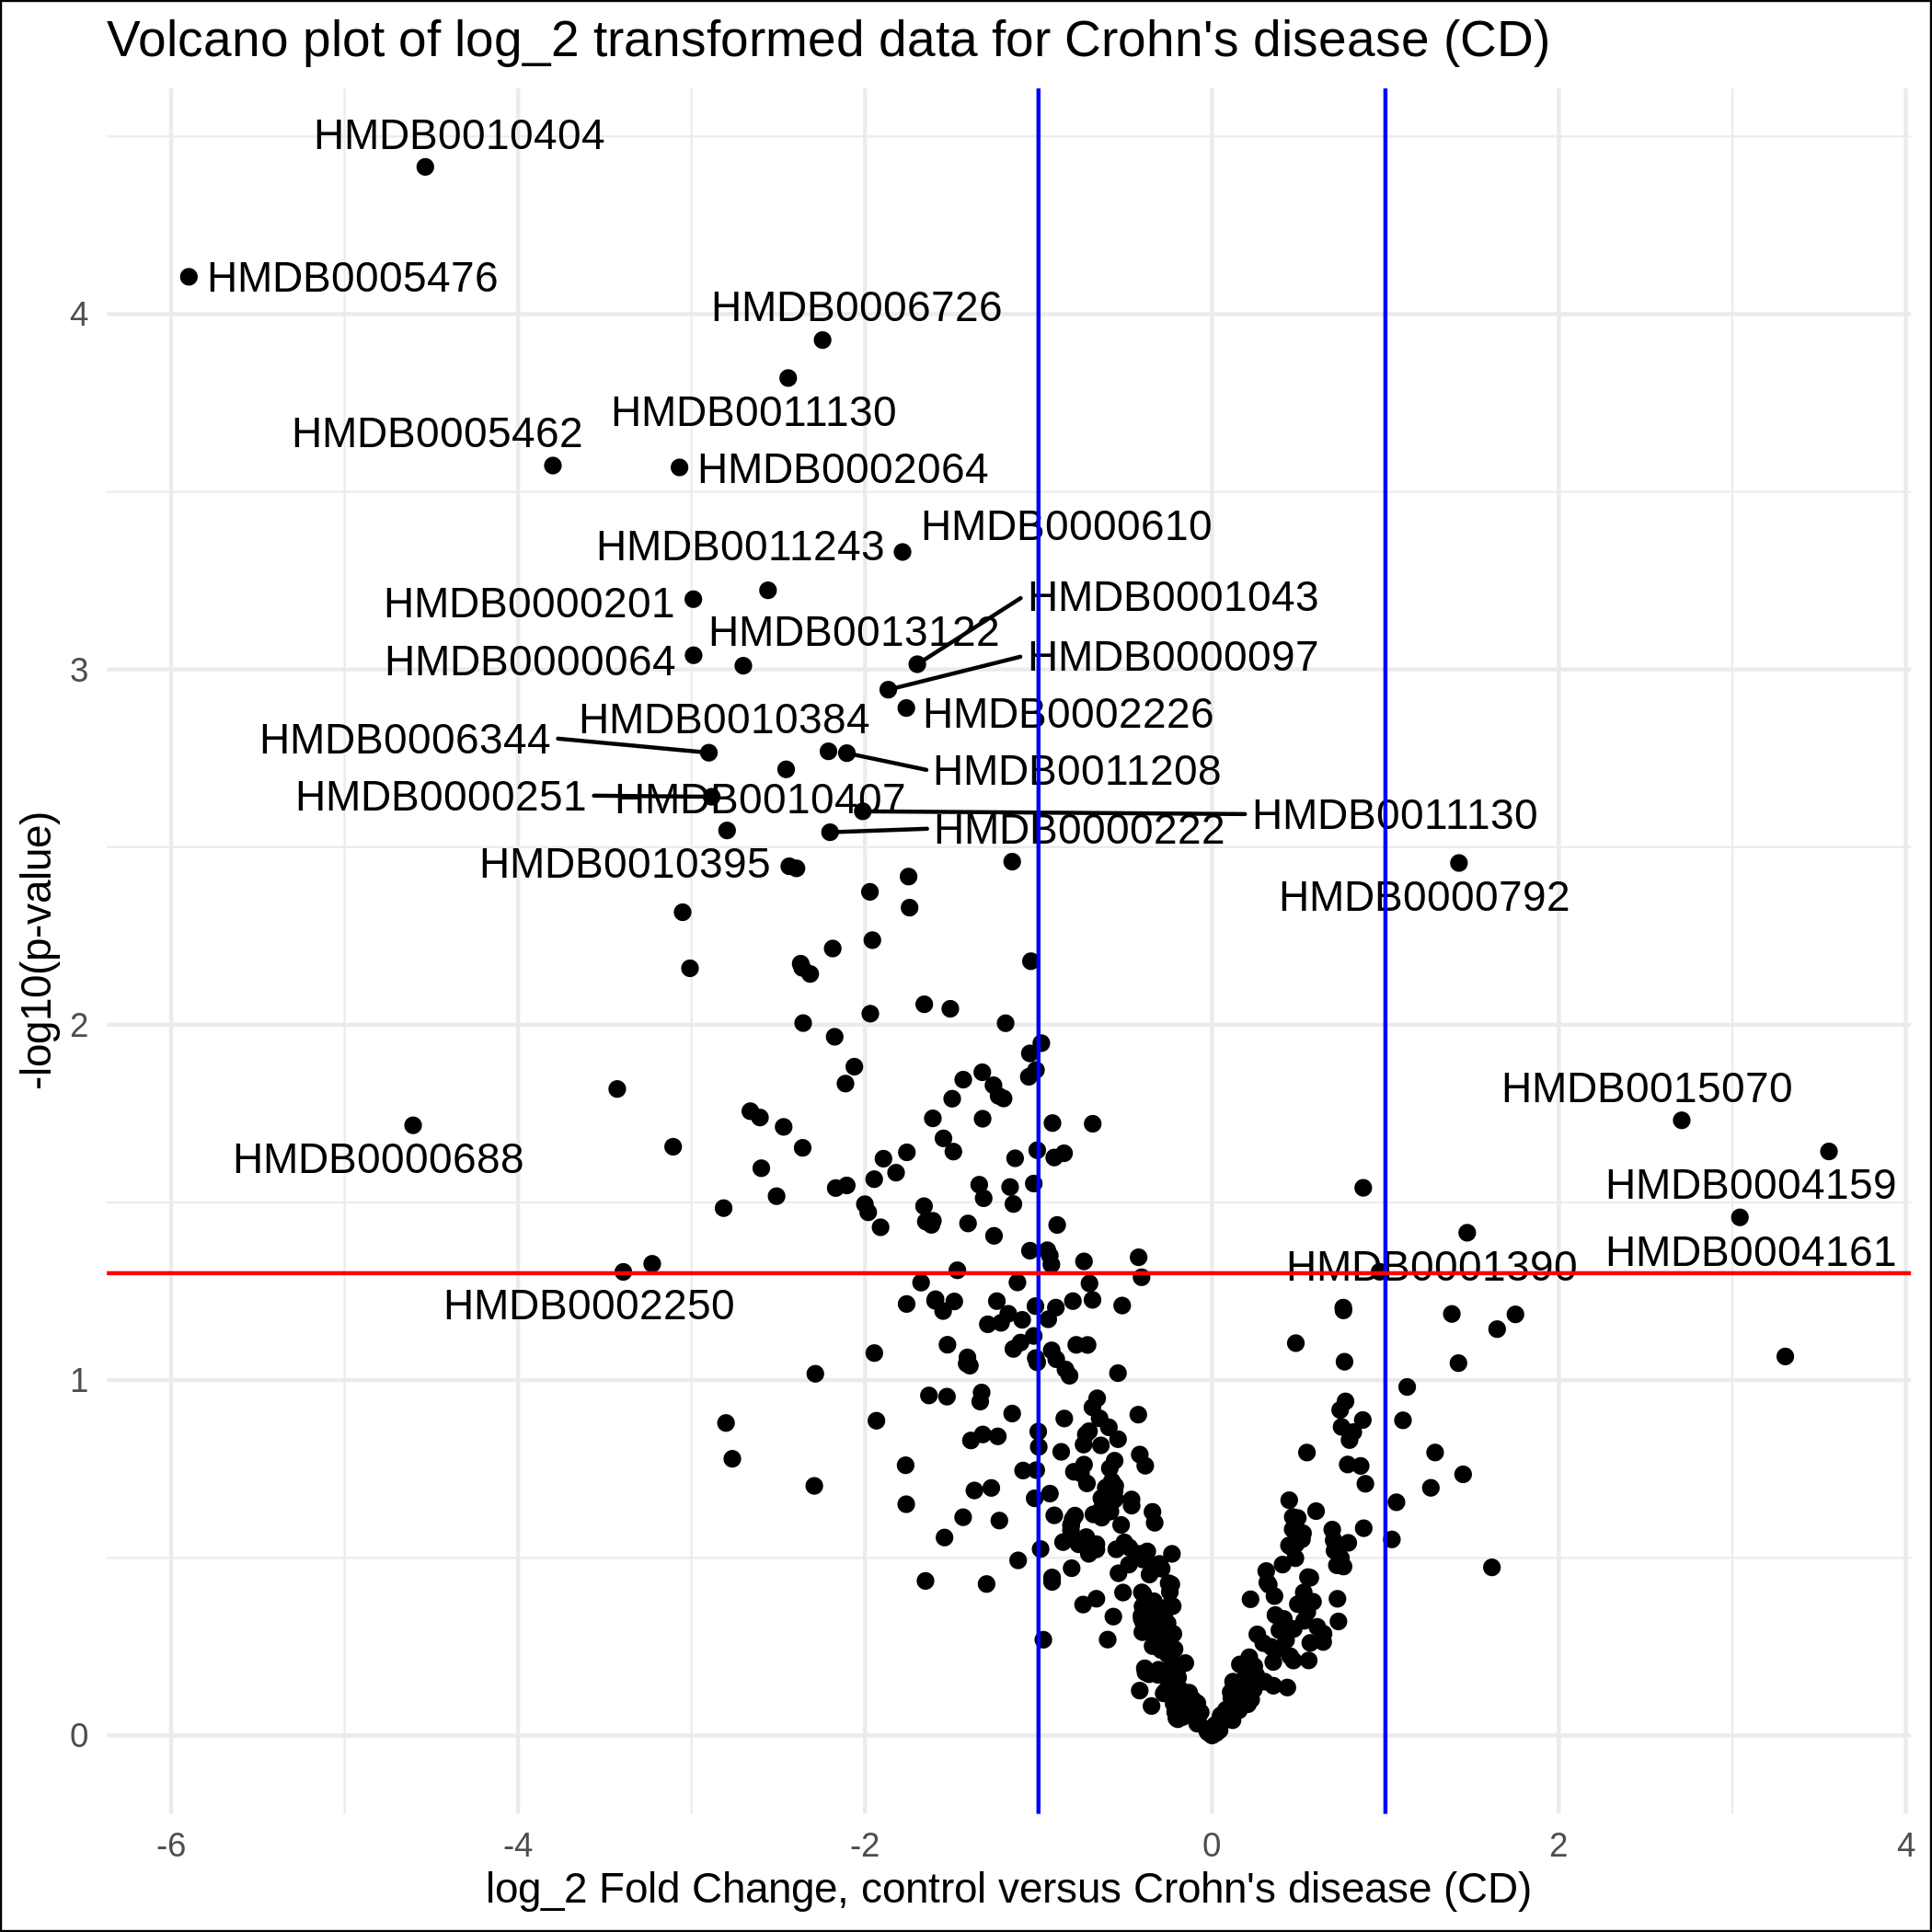 Volcano plot of log_2 transformed data for Crohn's disease (CD)
HMDB0010404
HMDB0005476
HMDB0006726
4
HMDB0011130
HMDB0005462
HMDB0002064
HMDB0000610
HMDB0011243
HMDB0001043
HMDB0000201
HMDB0013122
HMDB0000097
HMDB0000064
3
HMDB0002226
HMDB0010384
HMDB0006344
HMDB0011208
HMDB0000251
HMDB0010407
HMDB0011130
HMDB0000222
HMDB0010395
HMDB0000792
-log10(p-value)
2
HMDB0015070
HMDB0000688
HMDB0004159
HMDB0004161
HMDB0001390
HMDB0002250
1
0
-6
-4
-2
0
2
4
log_2 Fold Change, control versus Crohn's disease (CD)